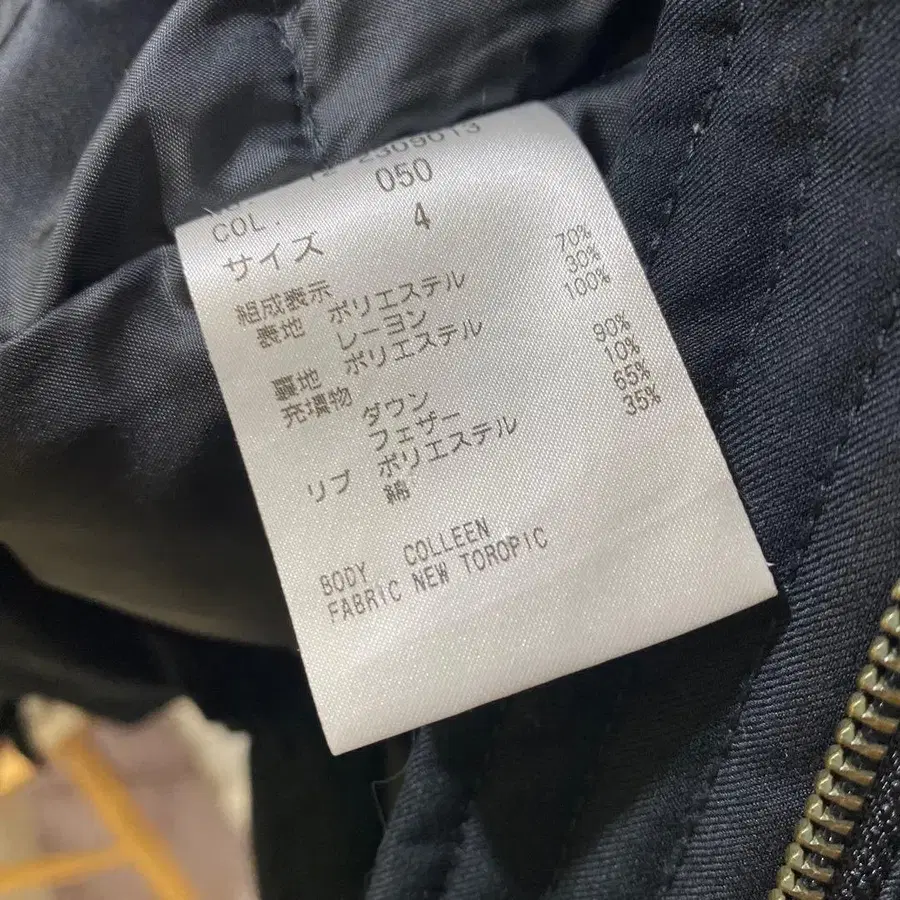 12-2309013
COL. 050
サイズ 4
組成表示
表地 ポリエステル 70%
レーヨン 30%
裏地 ポリエステル 100%
充填物
ダウン 90%
フェザー 10%
リブ ポリエステル 65%
綿 35%
BODY COLLEEN
FABRIC NEW TOROPIC